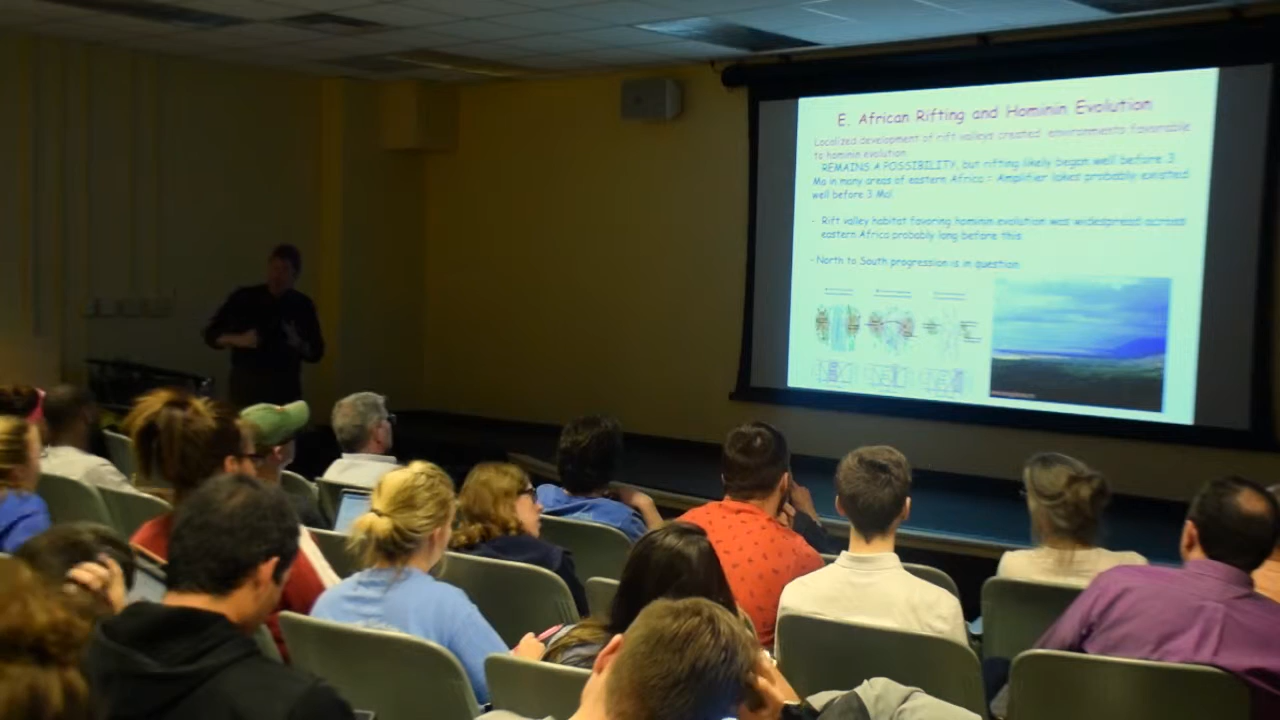 E. African Rifting and Hominin Evolution
Localized development of rift valleys created environments favorable
to hominin evolution
REMAINS A POSSIBILITY, but rifting likely began well before 3
Ma in many areas of eastern Africa : Amplifier lakes probably existed
well before 3 Ma!
- Rift valley habitat favoring hominin evolution was widespread across
eastern Africa probably long before this
- North to South progression is in question